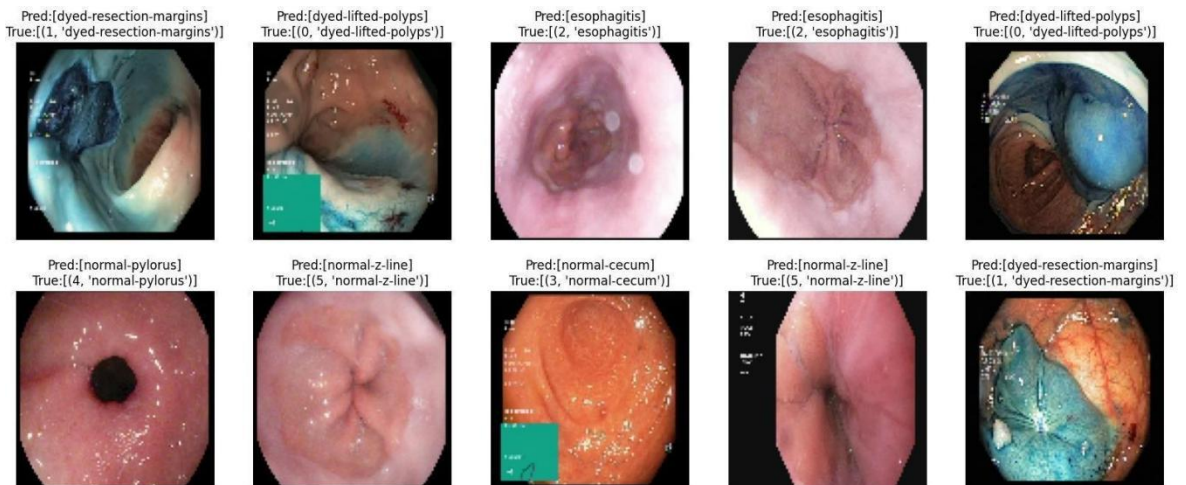 Pred:[dyed-resection-margins]
True:[(1, 'dyed-resection-margins')]
Pred:[dyed-lifted-polyps]
True:[(0, 'dyed-lifted-polyps')]
Pred:[esophagitis]
True:[(2, 'esophagitis')]
Pred:[esophagitis]
True:[(2, 'esophagitis')]
Pred:[dyed-lifted-polyps]
True:[(0, 'dyed-lifted-polyps')]
Pred:[normal-pylorus]
True:[(4, 'normal-pylorus')]
Pred:[normal-z-line]
True:[(5, 'normal-z-line')]
Pred:[normal-cecum]
True:[(3, 'normal-cecum')]
Pred:[normal-z-line]
True:[(5, 'normal-z-line')]
Pred:[dyed-resection-margins]
True:[(1, 'dyed-resection-margins')]